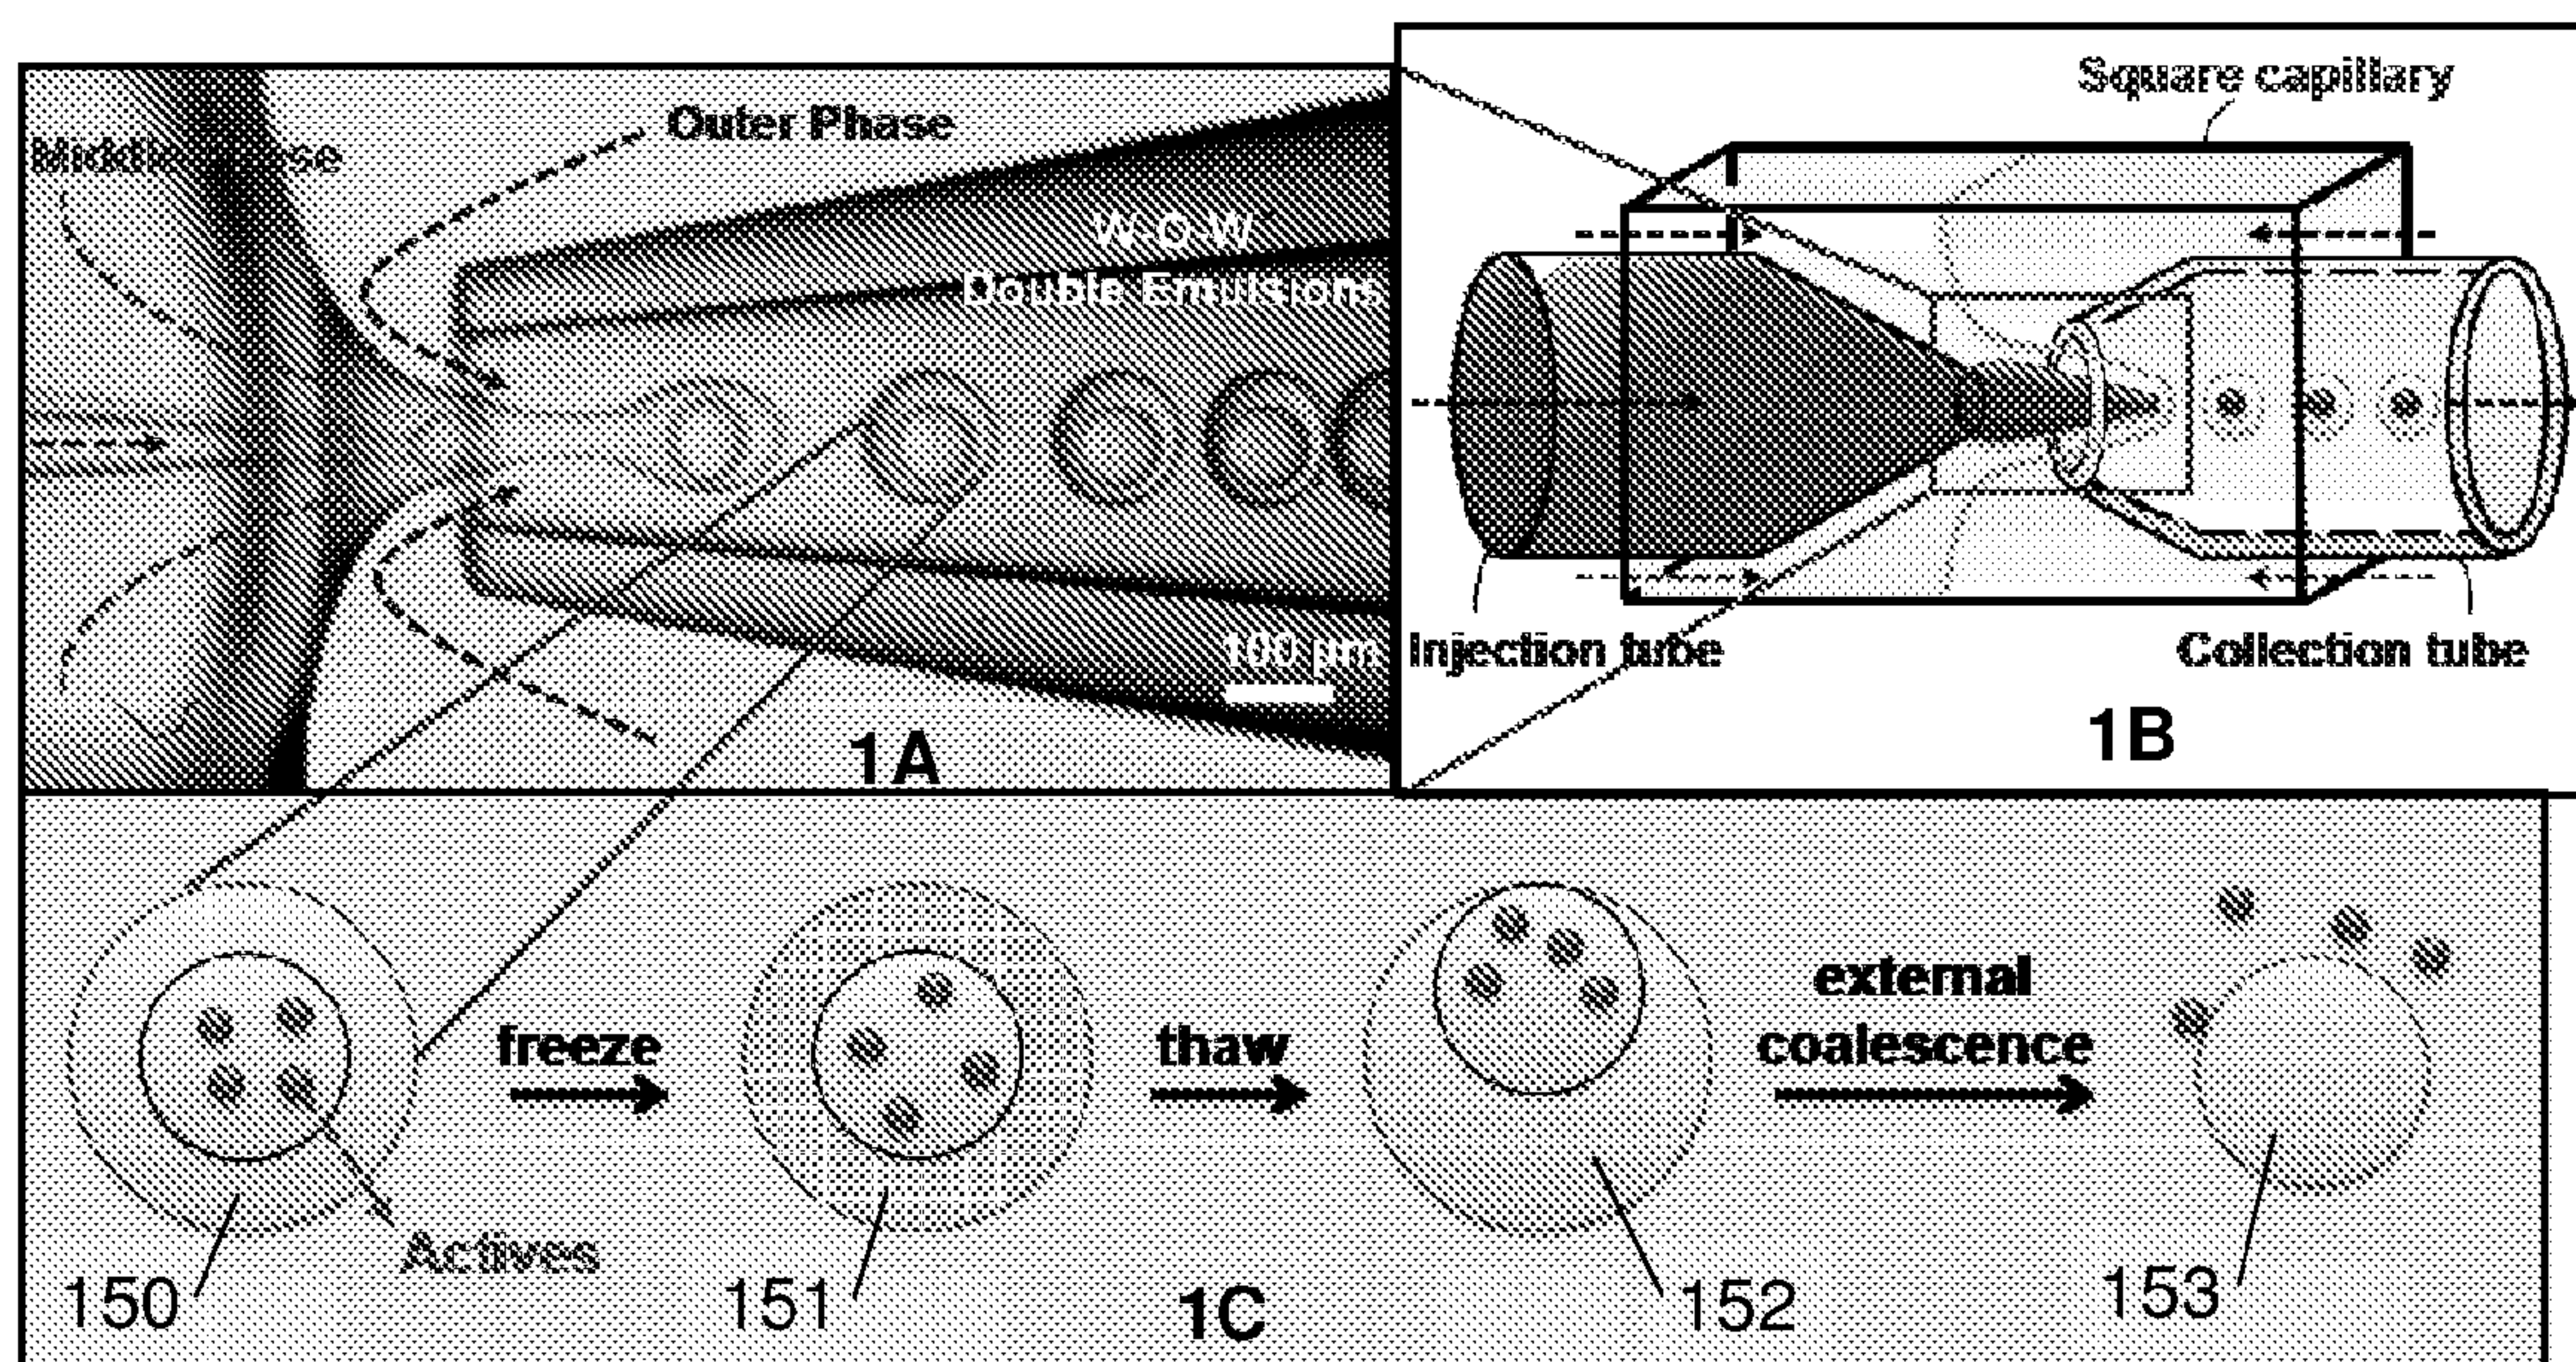 Outer Phase
Middle
W-O-W
Double Emulsions
100 μm
1A
Square capillary
Injection tube
Collection tube
1B
freeze
thaw
external
coalescence
Actives
150
151
152
153
1C